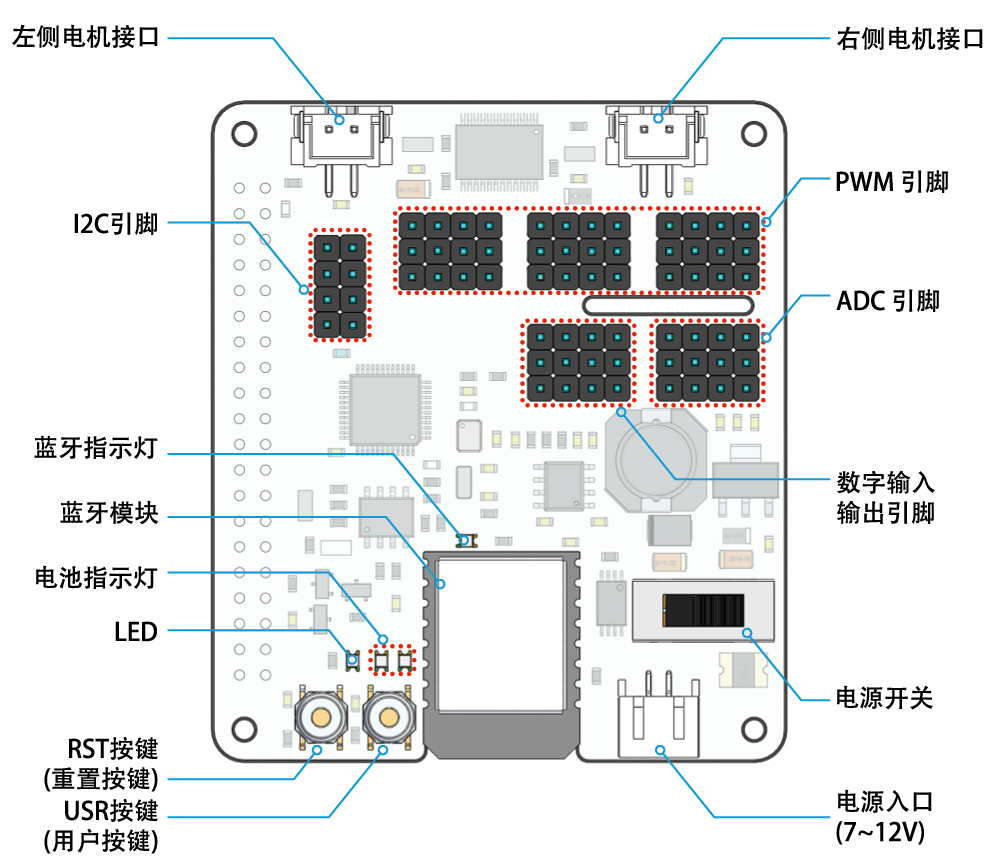 左侧电机接口
右侧电机接口
PWM 引脚
I2C引脚
ADC 引脚
蓝牙指示灯
数字输入
输出引脚
蓝牙模块
电池指示灯
LED
电源开关
RST按键
(重置按键)
USR按键
(用户按键)
电源入口
(7~12V)